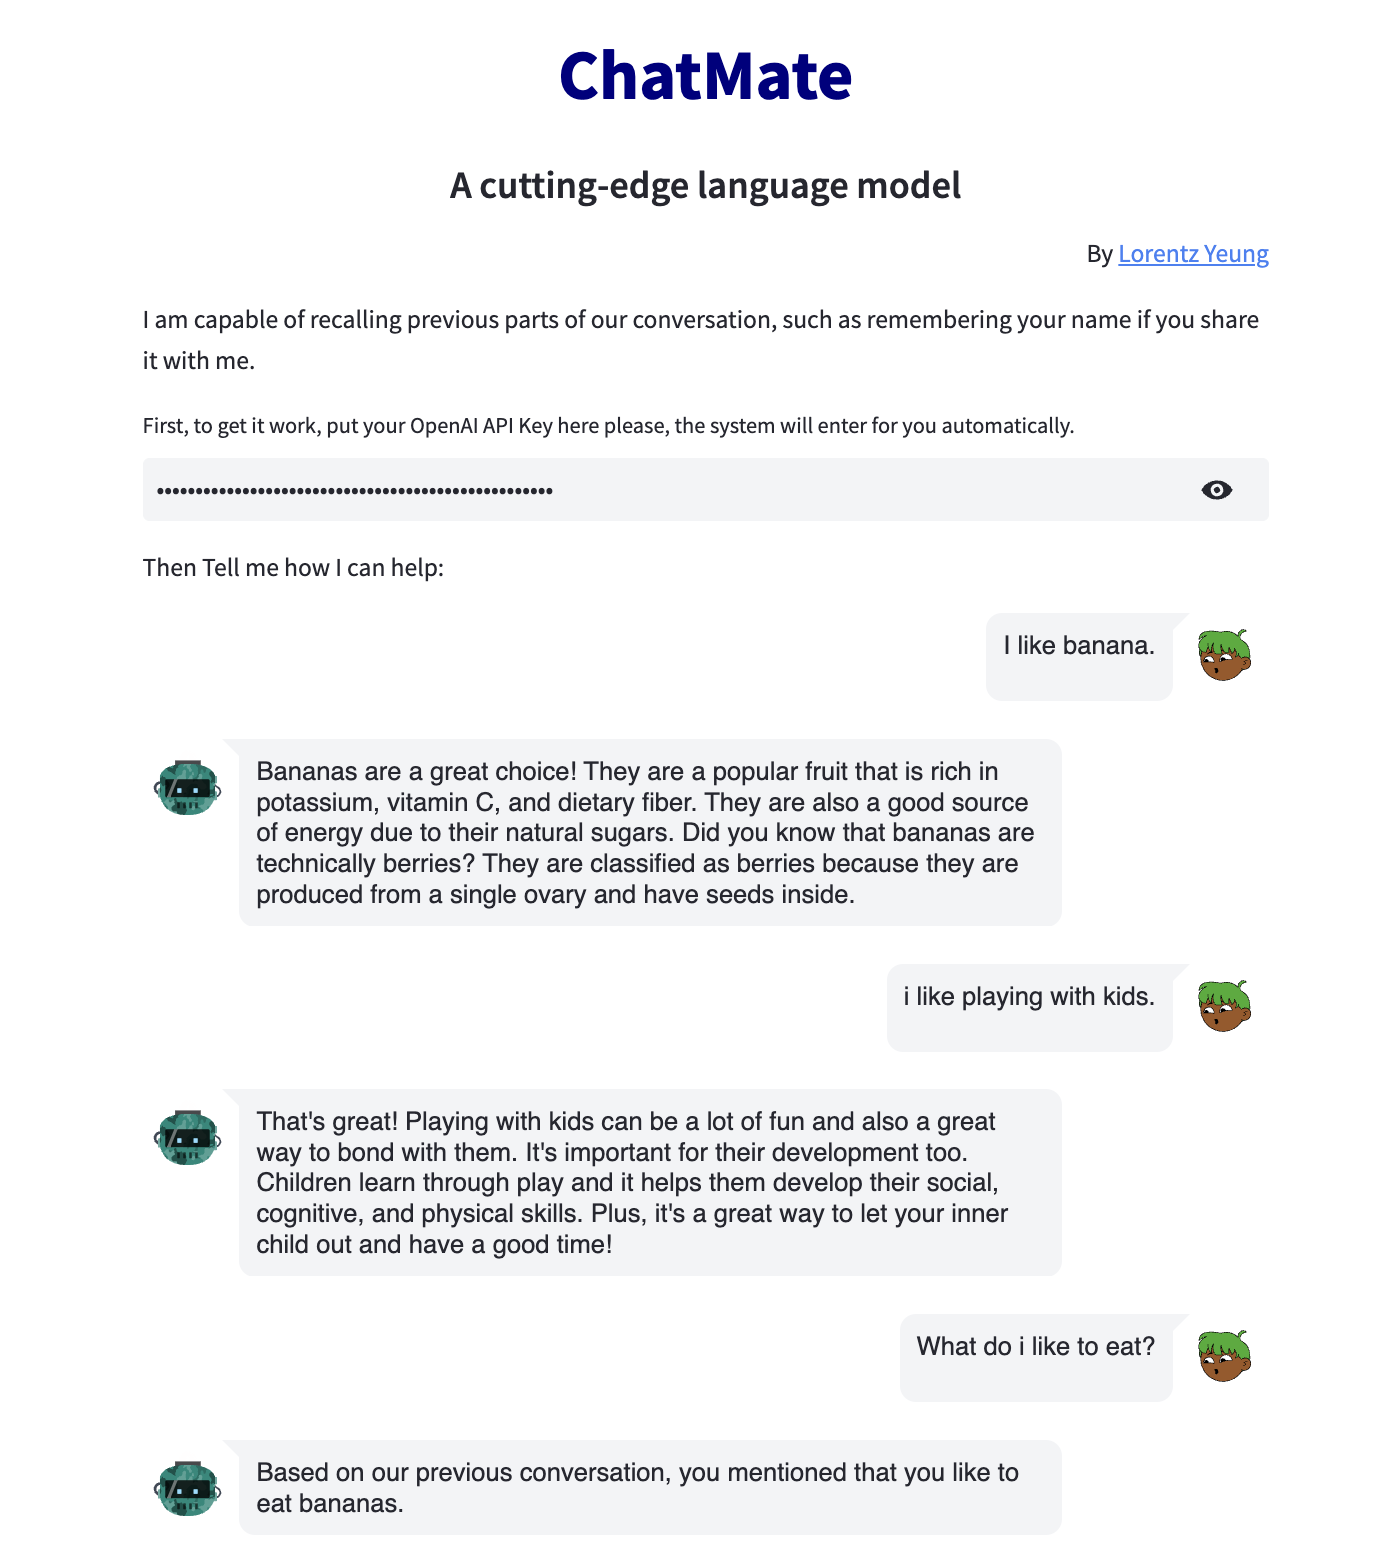 ChatMate
A cutting-edge language model
By Lorentz Yeung
I am capable of recalling previous parts of our conversation, such as remembering your name if you share
it with me.
First, to get it work, put your OpenAI API Key here please, the system will enter for you automatically.
Then Tell me how I can help:
I like banana.
Bananas are a great choice! They are a popular fruit that is rich in
potassium, vitamin C, and dietary fiber. They are also a good source
of energy due to their natural sugars. Did you know that bananas are
technically berries? They are classified as berries because they are
produced from a single ovary and have seeds inside.
i like playing with kids.
That's great! Playing with kids can be a lot of fun and also a great
way to bond with them. It's important for their development too.
Children learn through play and it helps them develop their social,
cognitive, and physical skills. Plus, it's a great way to let your inner
child out and have a good time!
What do i like to eat?
Based on our previous conversation, you mentioned that you like to
eat bananas.